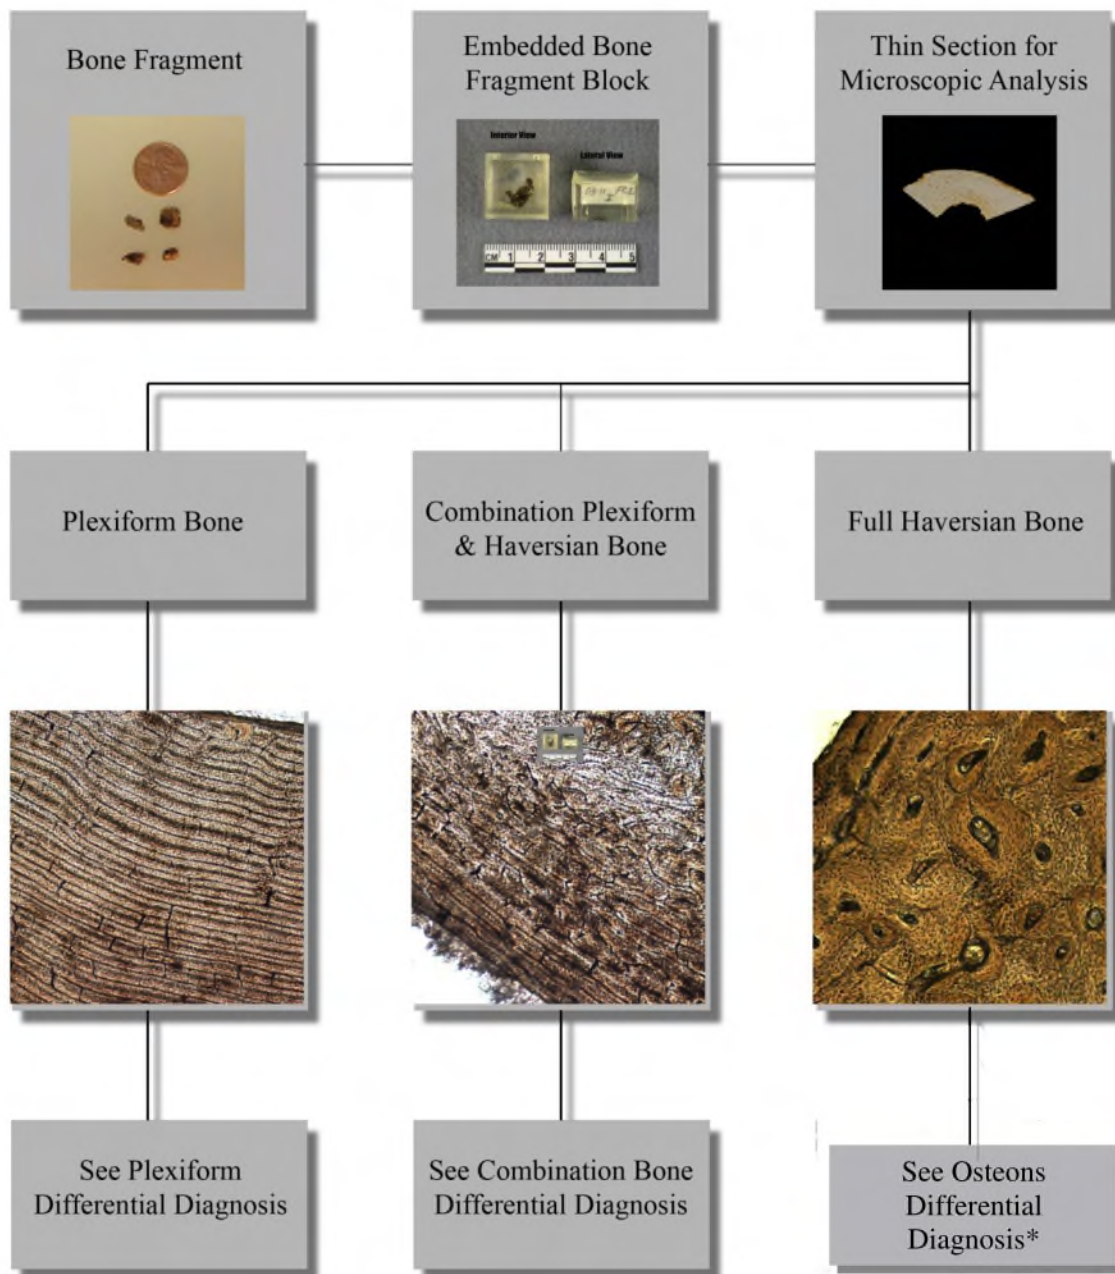 Bone Fragment
Embedded Bone
Fragment Block
Thin Section for
Microscopic Analysis
Interior View
Lateral View
CM 1 2 3 4 5
Plexiform Bone
Combination Plexiform
& Haversian Bone
Full Haversian Bone
See Plexiform
Differential Diagnosis
See Combination Bone
Differential Diagnosis
See Osteons
Differential
Diagnosis*